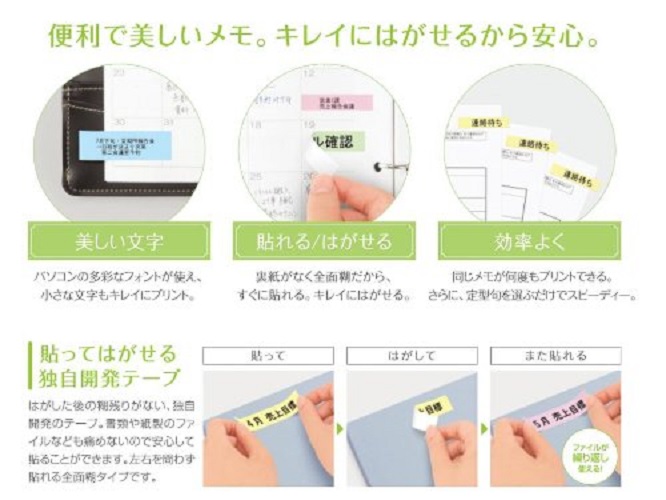 便利で美しいメモ。キレイにはがせるから安心。
ル確認
連絡待ち
連絡待ち
連絡待ち
美しい文字
貼れる/はがせる
効率よく
パソコンの多彩なフォントが使え、
小さな文字もキレイにプリント。
裏紙がなく全面糊だから、
すぐに貼れる。キレイにはがせる。
同じメモが何度もプリントできる。
さらに、定型句を選ぶだけでスピーディー。
貼ってはがせる
独自開発テープ
はがした後の糊残りがない、独自
開発のテープ。書類や紙製のファ
イルなども痛めないので安心して
貼ることができます。左右を問わず
貼れる全面糊タイプです。
貼って
はがして
また貼れる
4月 売上目標
目標
5月 売上目標
ファイルが
繰り返し
使える!